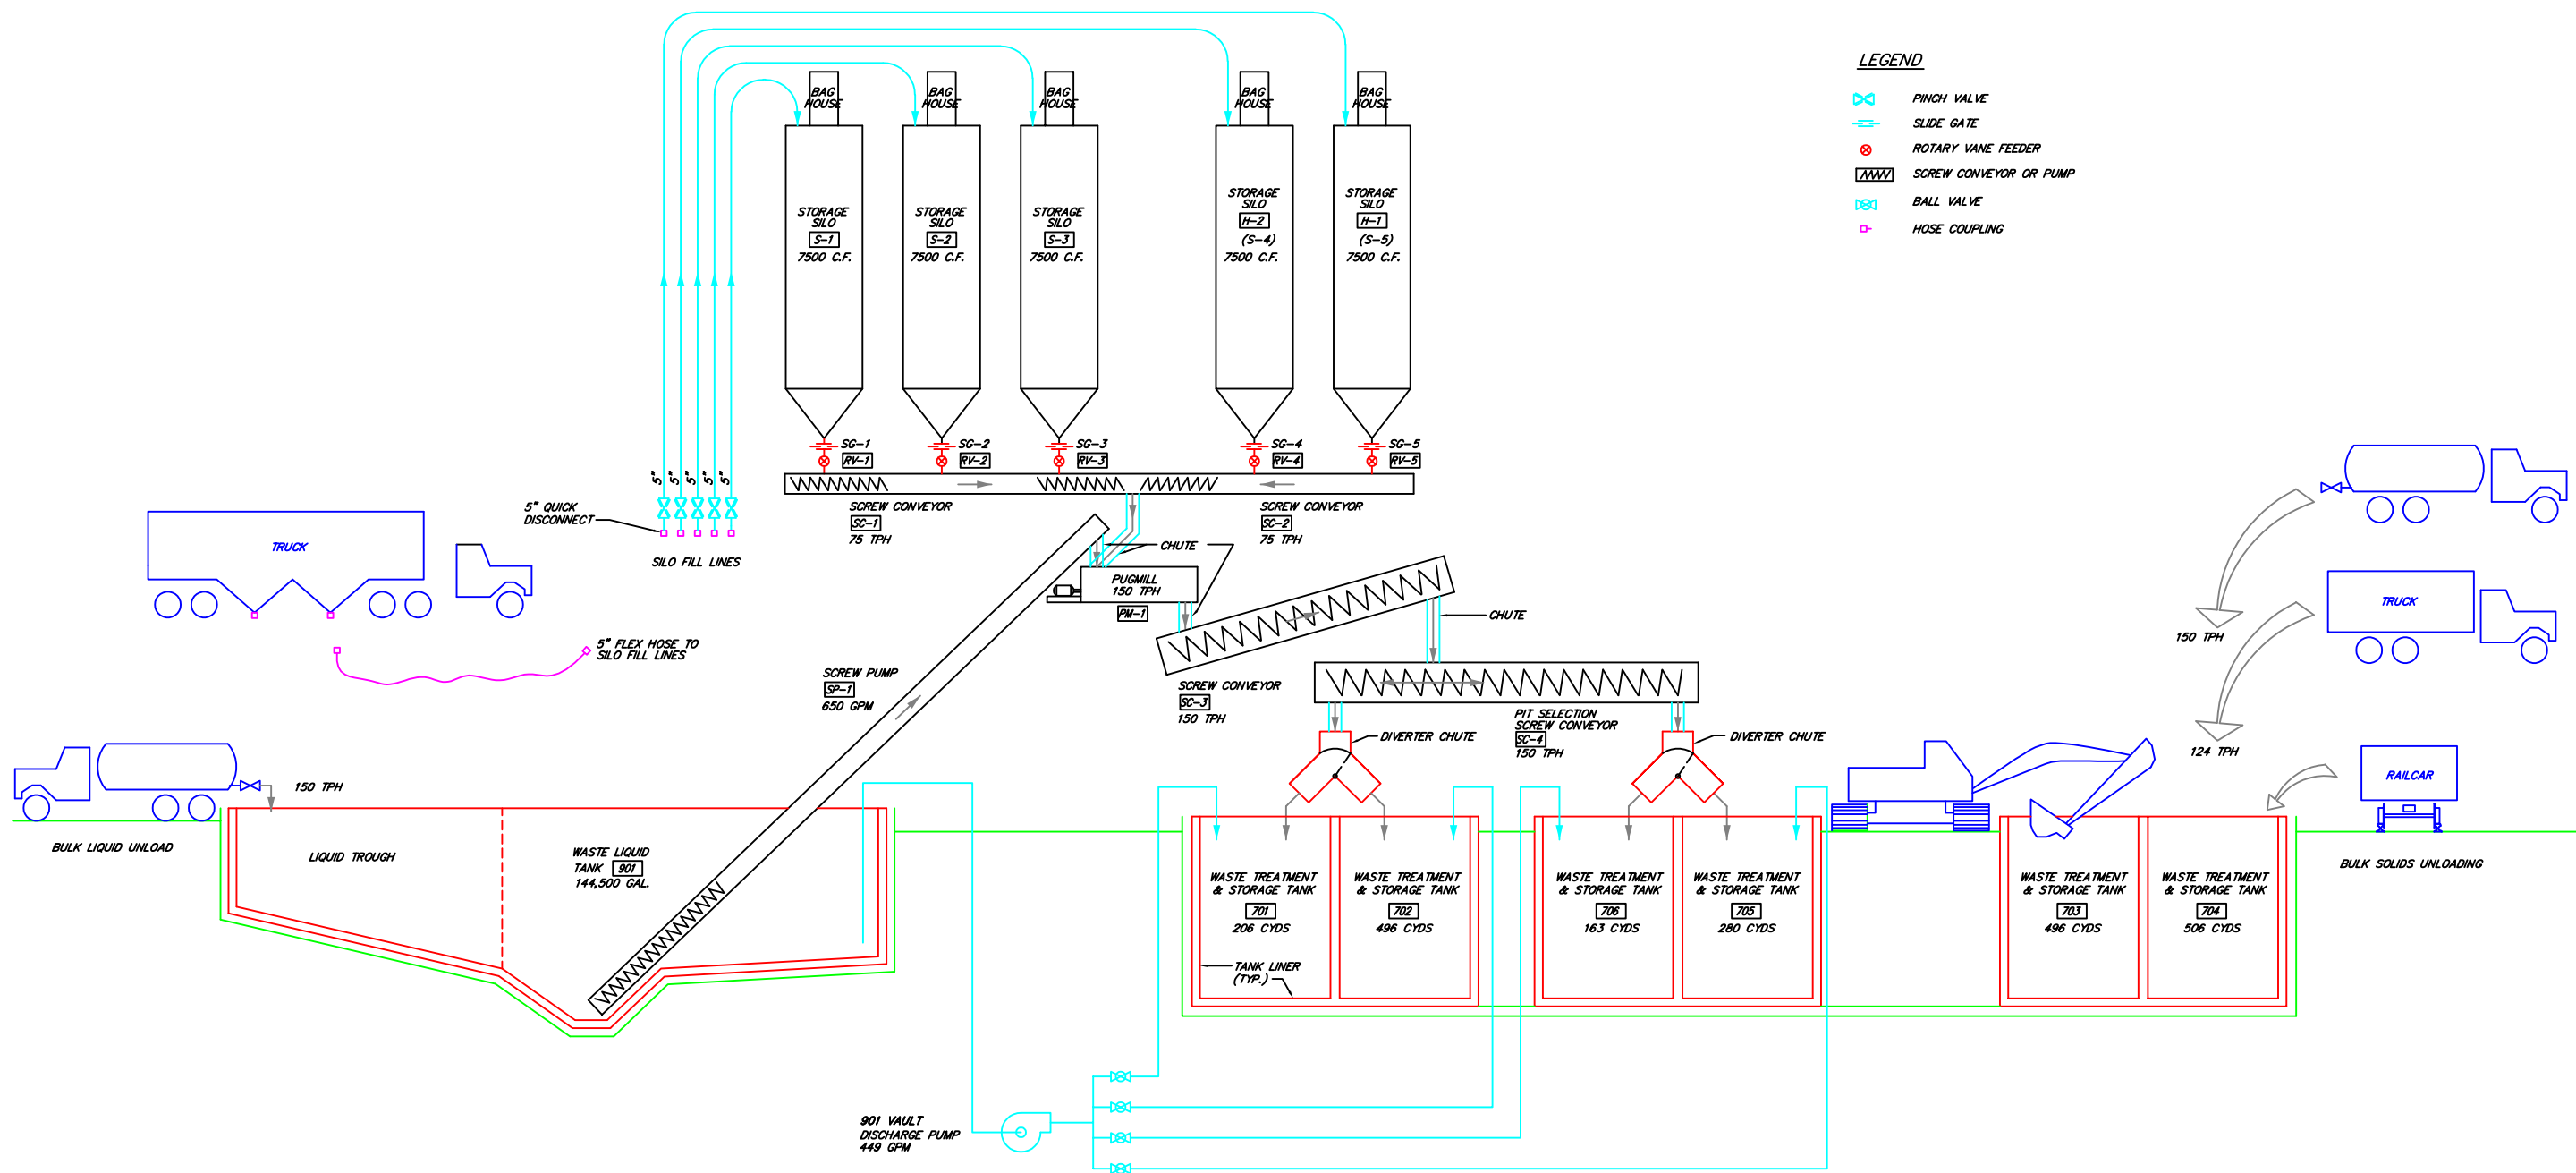 LEGEND
PINCH VALVE
SLIDE GATE
ROTARY VANE FEEDER
SCREW CONVEYOR OR PUMP
BALL VALVE
HOSE COUPLING
BAG
HOUSE
BAG
HOUSE
BAG
HOUSE
BAG
HOUSE
BAG
HOUSE
STORAGE
SILO
S-1
7500 C.F.
STORAGE
SILO
S-2
7500 C.F.
STORAGE
SILO
S-3
7500 C.F.
STORAGE
SILO
H-2
(S-4)
7500 C.F.
STORAGE
SILO
H-1
(S-5)
7500 C.F.
SG-1
RV-1
SG-2
RV-2
SG-3
RV-3
SG-4
RV-4
SG-5
RV-5
5"
5"
5"
5"
5"
5" QUICK
DISCONNECT
SILO FILL LINES
SCREW CONVEYOR
SC-1
75 TPH
SCREW CONVEYOR
SC-2
75 TPH
TRUCK
5" FLEX HOSE TO
SILO FILL LINES
CHUTE
PUGMILL
150 TPH
PM-1
CHUTE
SCREW PUMP
SP-1
650 GPM
SCREW CONVEYOR
SC-3
150 TPH
PIT SELECTION
SCREW CONVEYOR
SC-4
150 TPH
DIVERTER CHUTE
DIVERTER CHUTE
150 TPH
TRUCK
124 TPH
RAILCAR
BULK SOLIDS UNLOADING
150 TPH
BULK LIQUID UNLOAD
LIQUID TROUGH
WASTE LIQUID
TANK 901
144,500 GAL.
WASTE TREATMENT
& STORAGE TANK
701
206 CYDS
WASTE TREATMENT
& STORAGE TANK
702
496 CYDS
WASTE TREATMENT
& STORAGE TANK
706
163 CYDS
WASTE TREATMENT
& STORAGE TANK
705
280 CYDS
WASTE TREATMENT
& STORAGE TANK
703
496 CYDS
WASTE TREATMENT
& STORAGE TANK
704
506 CYDS
TANK LINER
(TYP.)
901 VAULT
DISCHARGE PUMP
449 GPM